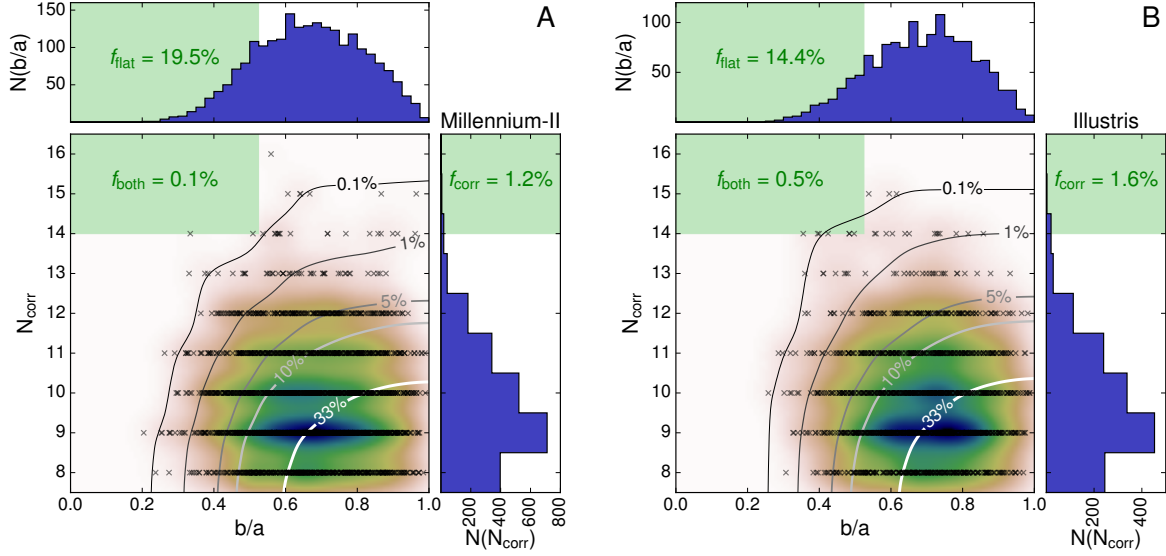 A
N(b/a)
150
100
50
f_flat = 19.5%
Millennium-II
N_corr
16
15
14
13
12
11
10
9
8
f_both = 0.1%
0.1%
1%
5%
10%
33%
0.0 0.2 0.4 0.6 0.8 1.0
b/a
f_corr = 1.2%
200 400 600 800
N(N_corr)
B
N(b/a)
100
50
f_flat = 14.4%
Illustris
N_corr
16
15
14
13
12
11
10
9
8
f_both = 0.5%
0.1%
1%
5%
10%
33%
0.0 0.2 0.4 0.6 0.8 1.0
b/a
f_corr = 1.6%
200 400
N(N_corr)